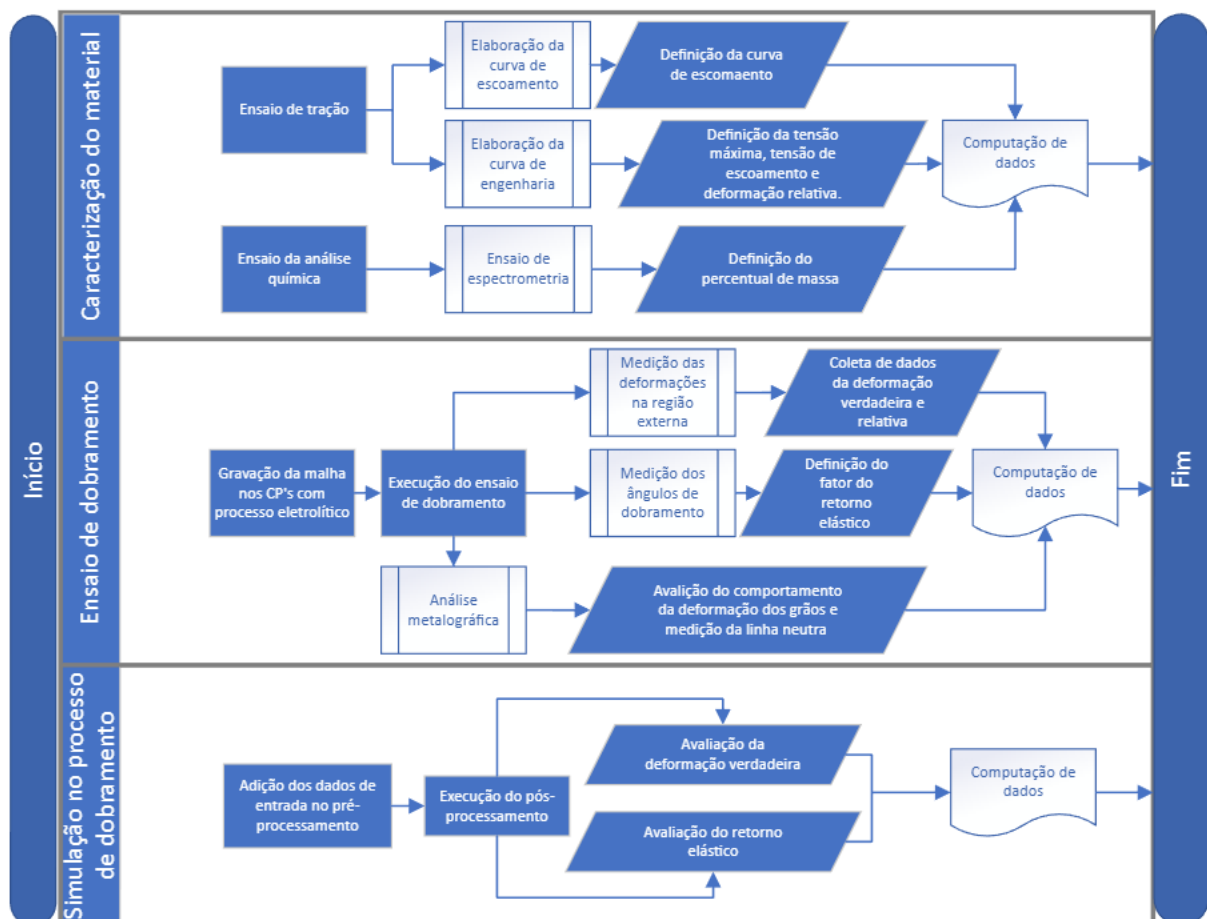 Início
Caracterização do material
Ensaio de tração
Elaboração da
curva de
escoamento
Definição da curva
de escomaento
Elaboração da
curva de
engenharia
Definição da tensão
máxima, tensão de
escoamento e
deformação relativa.
Computação de
dados
Ensaio da análise
química
Ensaio de
espectrometria
Definição do
percentual de massa
Ensaio de dobramento
Gravação da malha
nos CP's com
processo eletrolítico
Execução do ensaio
de dobramento
Medição das
deformações
na região
externa
Coleta de dados
da deformação
verdadeira e
relativa
Medição dos
ângulos de
dobramento
Definição do
fator do
retorno
elástico
Computação de
dados
Análise
metalográfica
Avalição do comportamento
da deformação dos grãos e
medição da linha neutra
Simulação no processo
de dobramento
Adição dos dados de
entrada no pré-
processamento
Execução do pós-
processamento
Avaliação da
deformação verdadeira
Avaliação do retorno
elástico
Computação de
dados
Fim